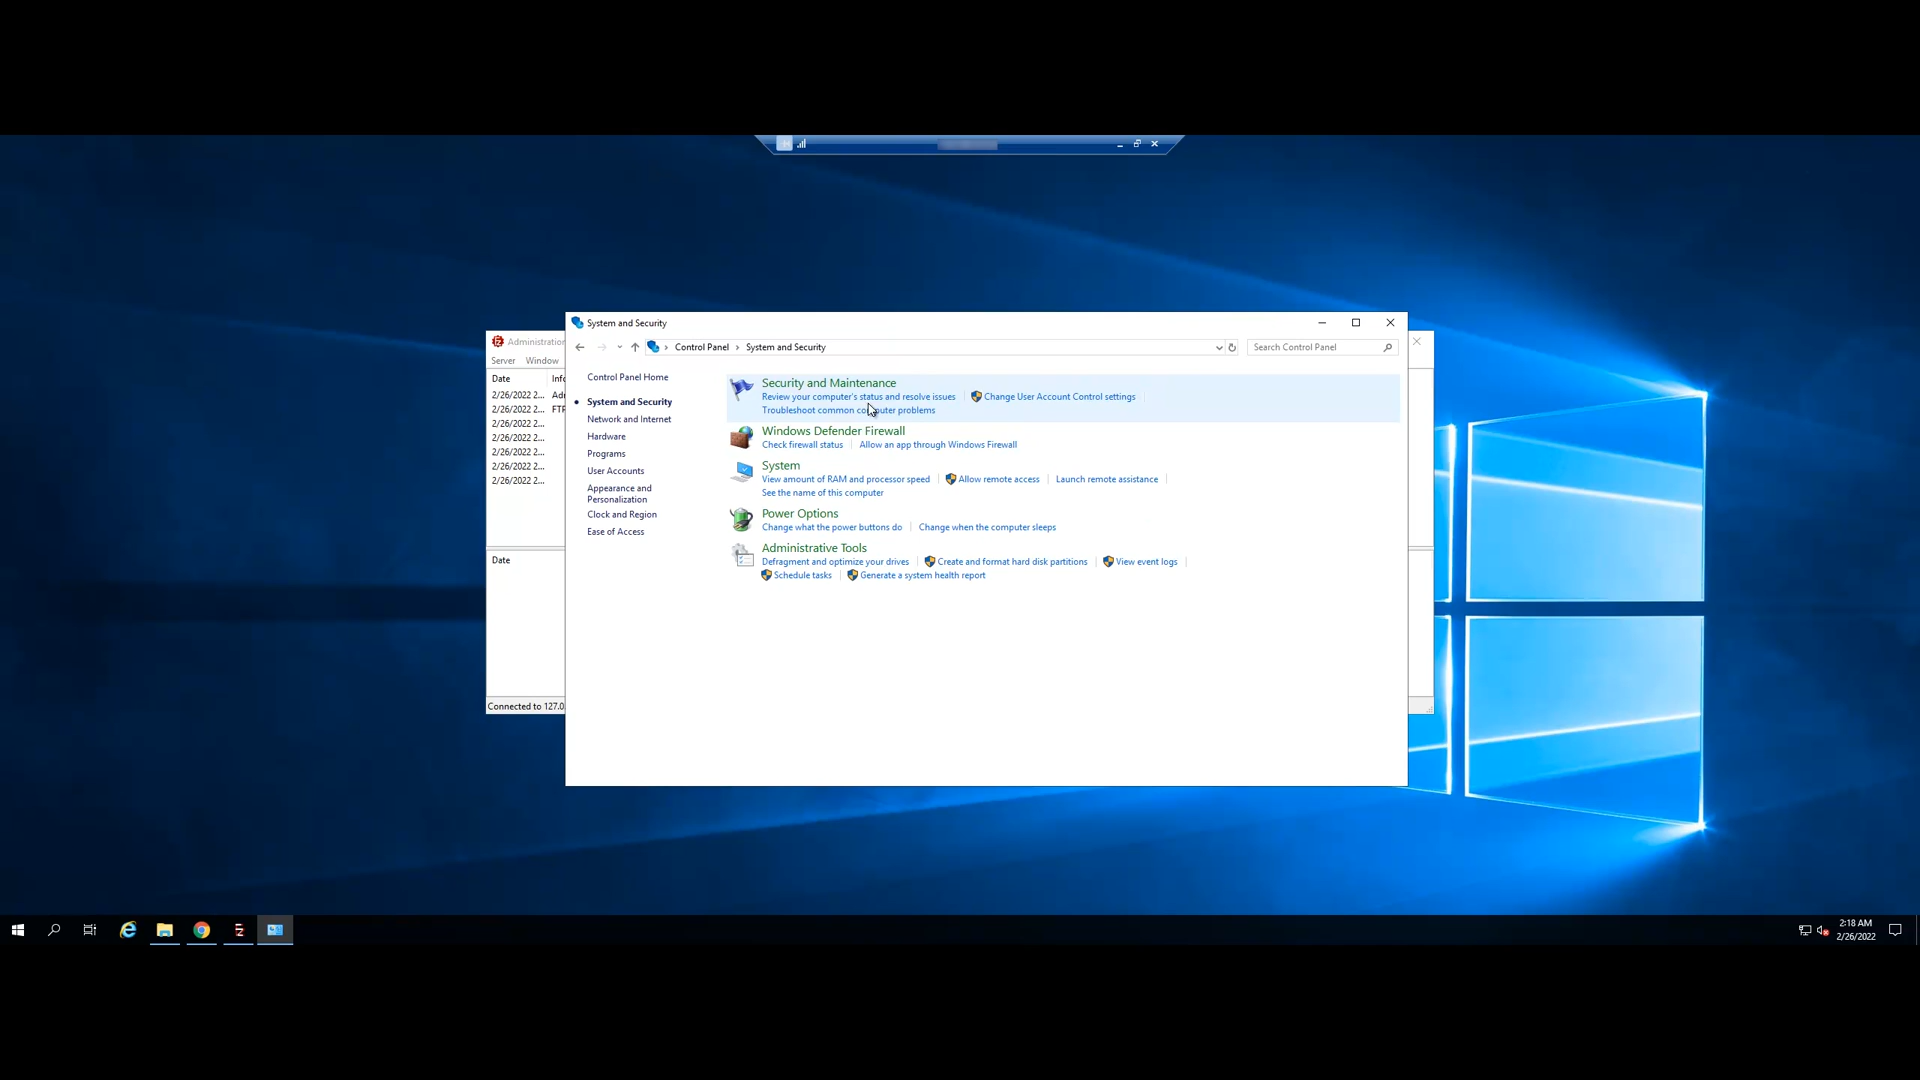 System and Security
Control Panel > System and Security
Search Control Panel
Administration
Server Window
Date
2/26/2022 2...
2/26/2022 2... FTP
2/26/2022 2...
2/26/2022 2...
2/26/2022 2...
2/26/2022 2...
2/26/2022 2...
Date
Connected to 127.0.
Control Panel Home
System and Security
Network and Internet
Hardware
Programs
User Accounts
Appearance and
Personalization
Clock and Region
Ease of Access
Security and Maintenance
Review your computer's status and resolve issues Change User Account Control settings
Troubleshoot common computer problems
Windows Defender Firewall
Check firewall status Allow an app through Windows Firewall
System
View amount of RAM and processor speed Allow remote access Launch remote assistance
See the name of this computer
Power Options
Change what the power buttons do Change when the computer sleeps
Administrative Tools
Defragment and optimize your drives Create and format hard disk partitions View event logs
Schedule tasks Generate a system health report
2:18 AM
2/26/2022